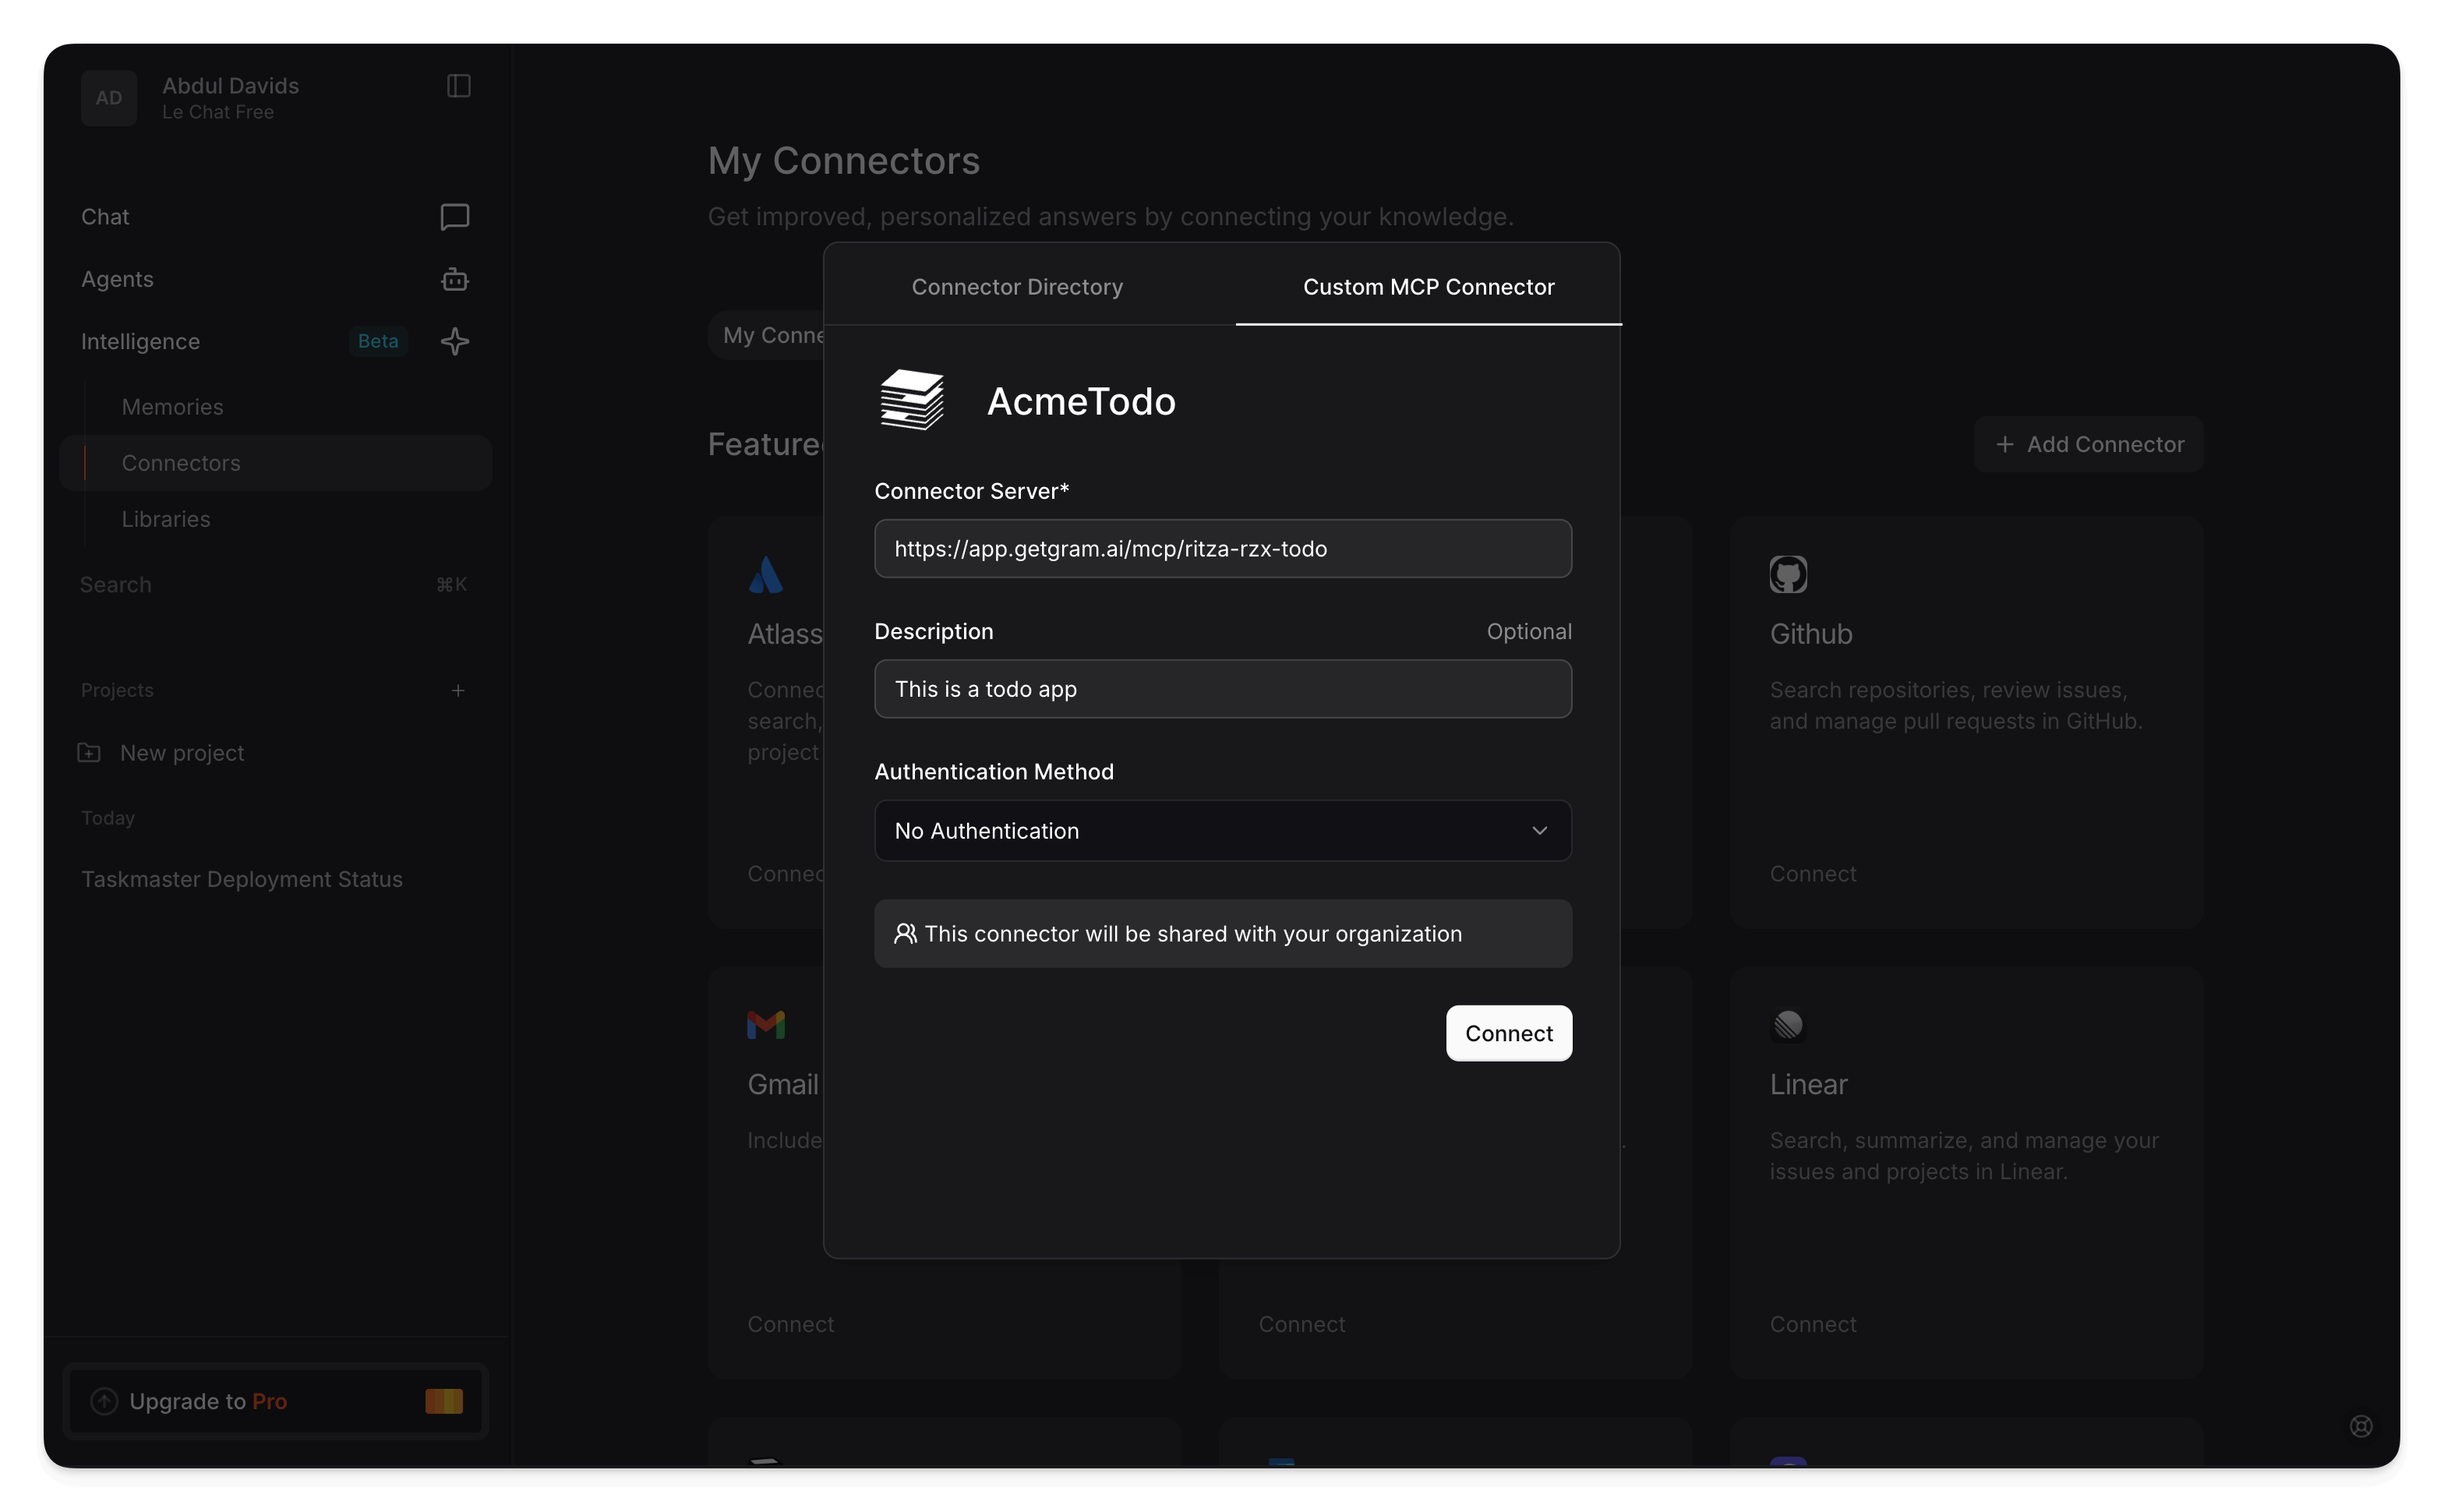 AD
Abdul Davids
Le Chat Free
Chat
Agents
Intelligence
Beta
Memories
Connectors
Libraries
Search
⌘K
Projects
New project
Today
Taskmaster Deployment Status
Upgrade to Pro
My Connectors
Get improved, personalized answers by connecting your knowledge.
My Conne
Feature
Add Connector
Connector Directory
Custom MCP Connector
AcmeTodo
Connector Server*
https://app.getgram.ai/mcp/ritza-rzx-todo
Description
Optional
This is a todo app
Authentication Method
No Authentication
This connector will be shared with your organization
Connect
Atlass
Connec
search,
project
Connec
Github
Search repositories, review issues,
and manage pull requests in GitHub.
Connect
Gmail
Include
Connect
Connect
Linear
Search, summarize, and manage your
issues and projects in Linear.
Connect